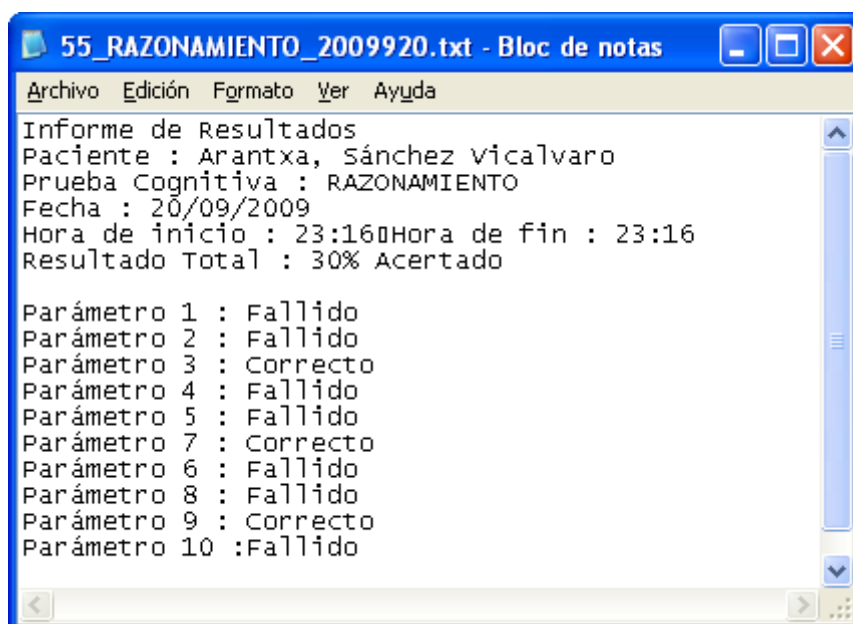 55_RAZONAMIENTO_2009920.txt - Bloc de notas
Archivo Edición Formato Ver Ayuda
Informe de Resultados
Paciente : Arantxa, Sánchez Vicalvaro
Prueba Cognitiva : RAZONAMIENTO
Fecha : 20/09/2009
Hora de inicio : 23:16▯Hora de fin : 23:16
Resultado Total : 30% Acertado
Parámetro 1 : Fallido
Parámetro 2 : Fallido
Parámetro 3 : Correcto
Parámetro 4 : Fallido
Parámetro 5 : Fallido
Parámetro 7 : Correcto
Parámetro 6 : Fallido
Parámetro 8 : Fallido
Parámetro 9 : Correcto
Parámetro 10 :Fallido